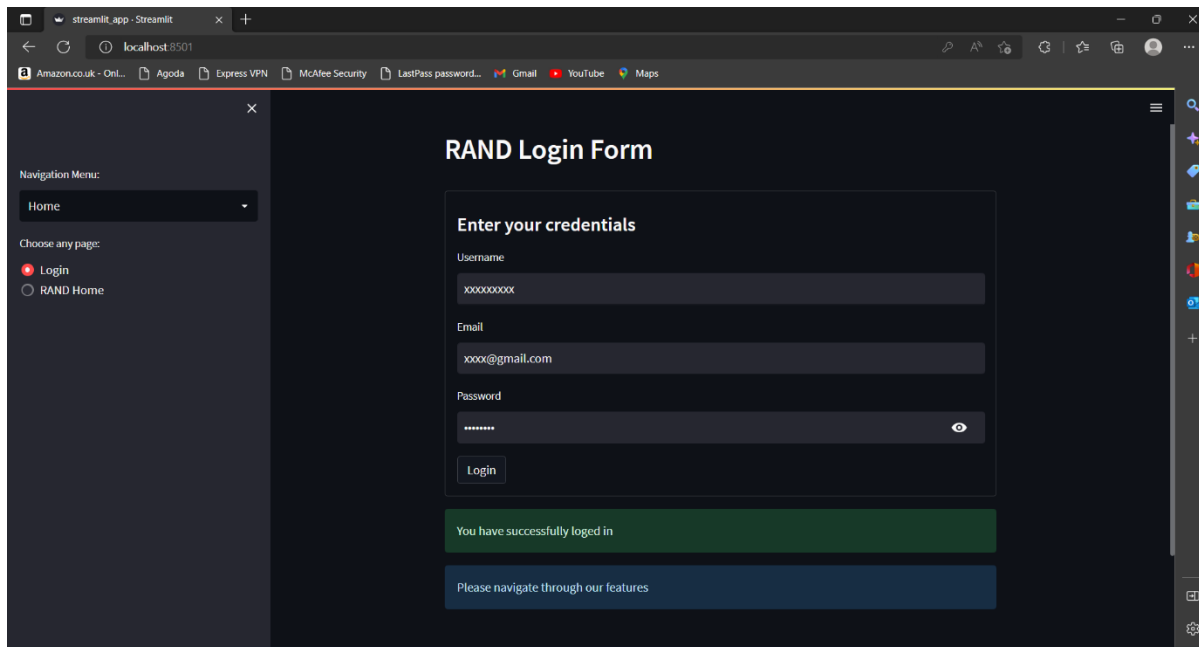 streamlit_app · Streamlit
localhost:8501
Amazon.co.uk - Onl... Agoda Express VPN McAfee Security LastPass password... Gmail YouTube Maps
Navigation Menu:
Home
Choose any page:
Login
RAND Home
RAND Login Form
Enter your credentials
Username
xxxxxxxxx
Email
xxxx@gmail.com
Password
••••••••
Login
You have successfully loged in
Please navigate through our features